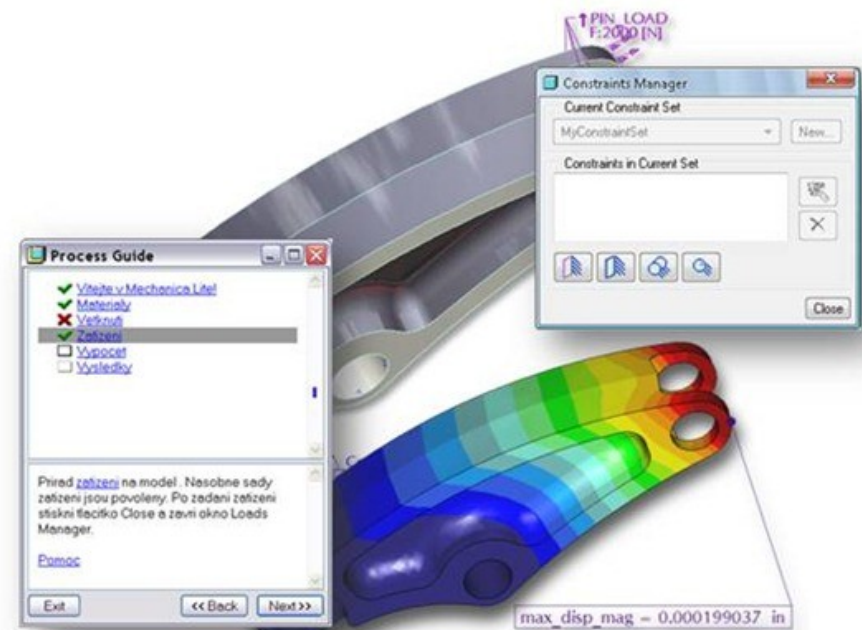 PIN_LOAD
F:2000 [N]
Constraints Manager
Current Constraint Set
MyConstraintSet
New...
Constraints in Current Set
Close
Process Guide
Vitejte v Mechanica Lite!
Materialy
Vetknuti
Zatizeni
Vypocet
Vysledky
Prirad zatizeni na model . Nasobne sady
zatizeni jsou povoleny. Po zadani zatizeni
stiskni tlacitko Close a zavri okno Loads
Manager.
Pomoc
Exit
<< Back
Next >>
max_disp_mag = 0.000199037 in